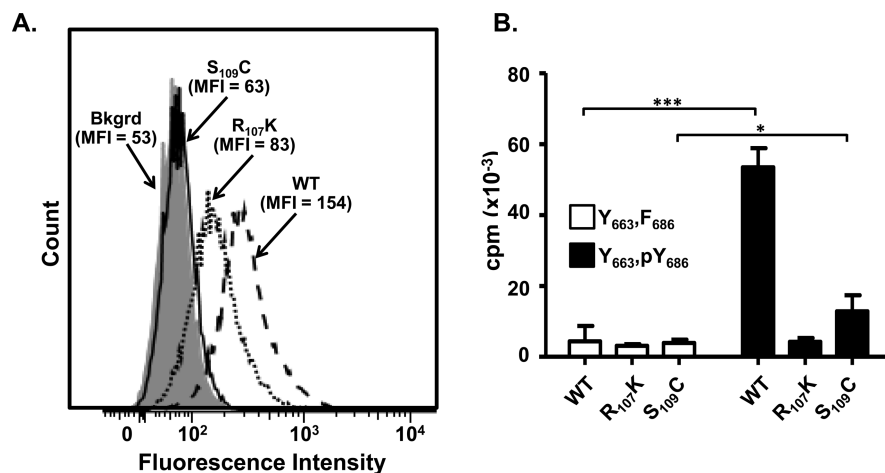 A.
S₁₀₉C
(MFI = 63)
Bkgrd
(MFI = 53)
R₁₀₇K
(MFI = 83)
WT
(MFI = 154)
Count
0 10² 10³ 10⁴
Fluorescence Intensity
B.
80
60
40
20
0
cpm (x10⁻³)
***
*
Y₆₆₃,F₆₈₆
Y₆₆₃,pY₆₈₆
WT
R₁₀₇K
S₁₀₉C
WT
R₁₀₇K
S₁₀₉C